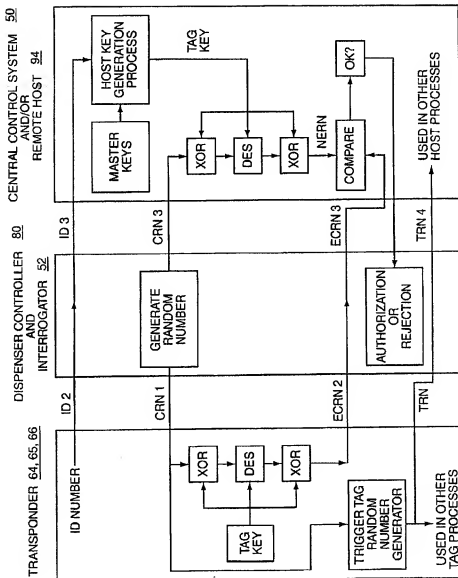 TRANSPONDER 64, 65, 66
ID NUMBER
XOR
DES
XOR
TAG
KEY
TRIGGER TAG
RANDOM
NUMBER
GENERATOR
USED IN OTHER
TAG PROCESSES
DISPENSER CONTROLLER 80
AND
INTERROGATOR 52
ID 2
CRN 1
GENERATE
RANDOM
NUMBER
ECRN 2
AUTHORIZATION
OR
REJECTION
TRN
CENTRAL CONTROL SYSTEM 50
AND/OR
REMOTE HOST 94
ID 3
HOST KEY
GENERATION
PROCESS
TAG
KEY
MASTER
KEYS
CRN 3
XOR
DES
XOR
NERN
COMPARE
OK?
ECRN 3
TRN 4
USED IN OTHER
HOST PROCESSES